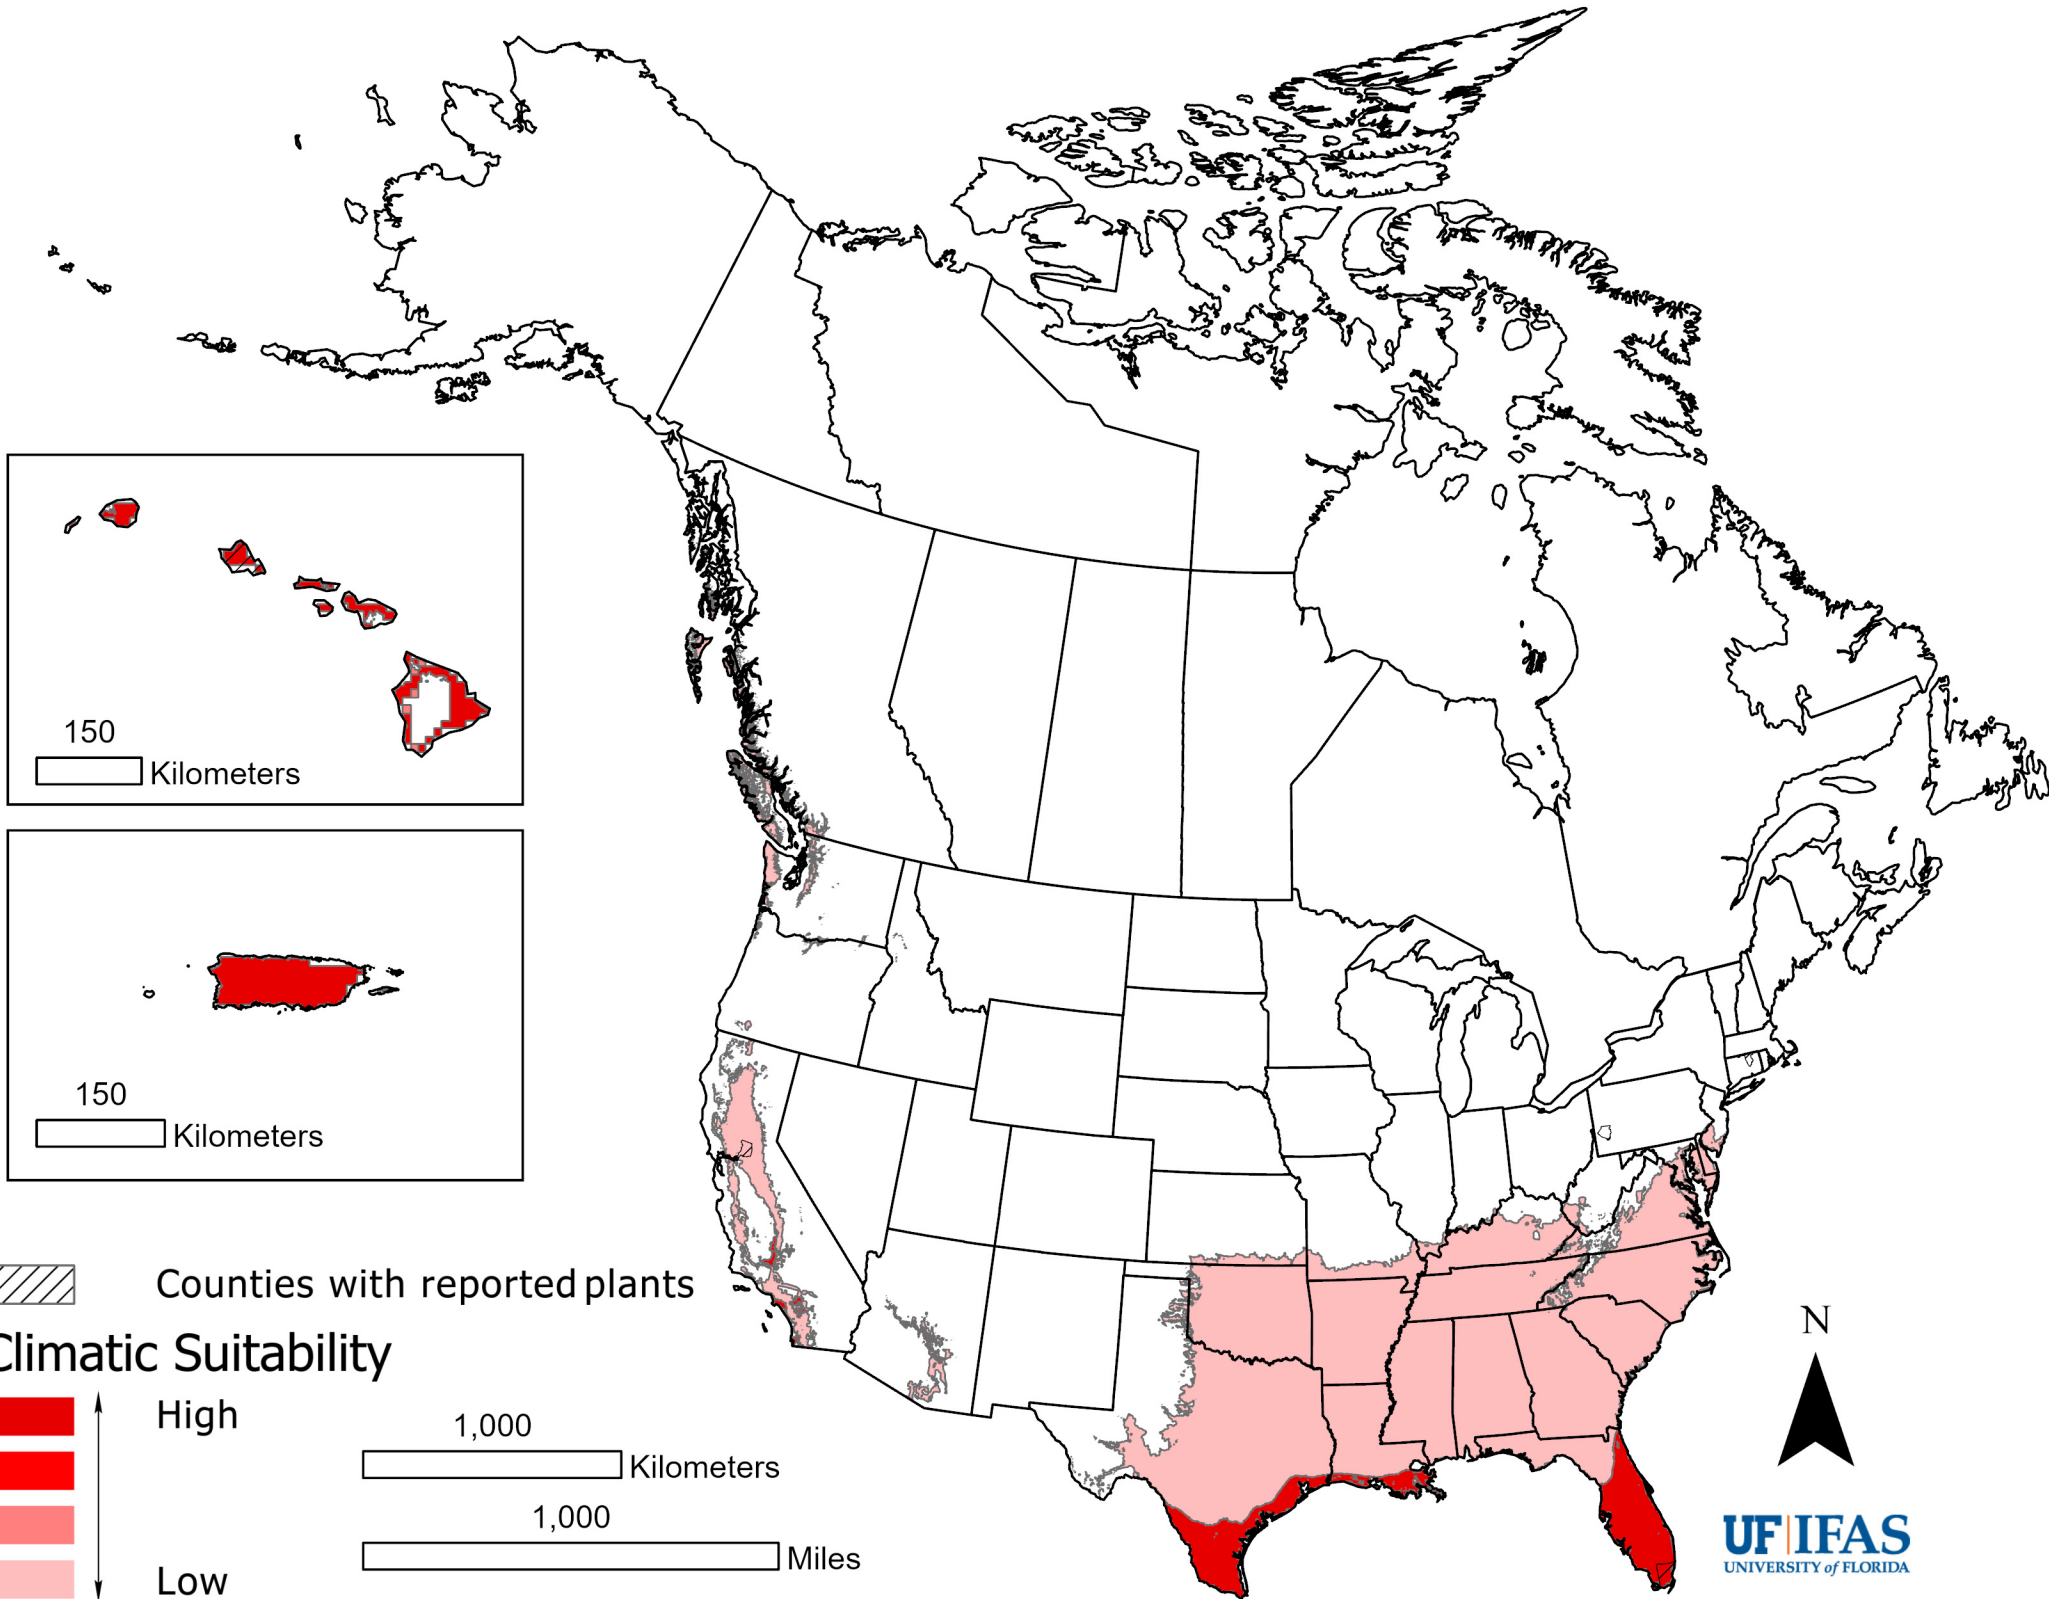 150
Kilometers
150
Kilometers
Counties with reported plants
Climatic Suitability
High
Low
1,000
Kilometers
1,000
Miles
N
UF|IFAS
UNIVERSITY of FLORIDA